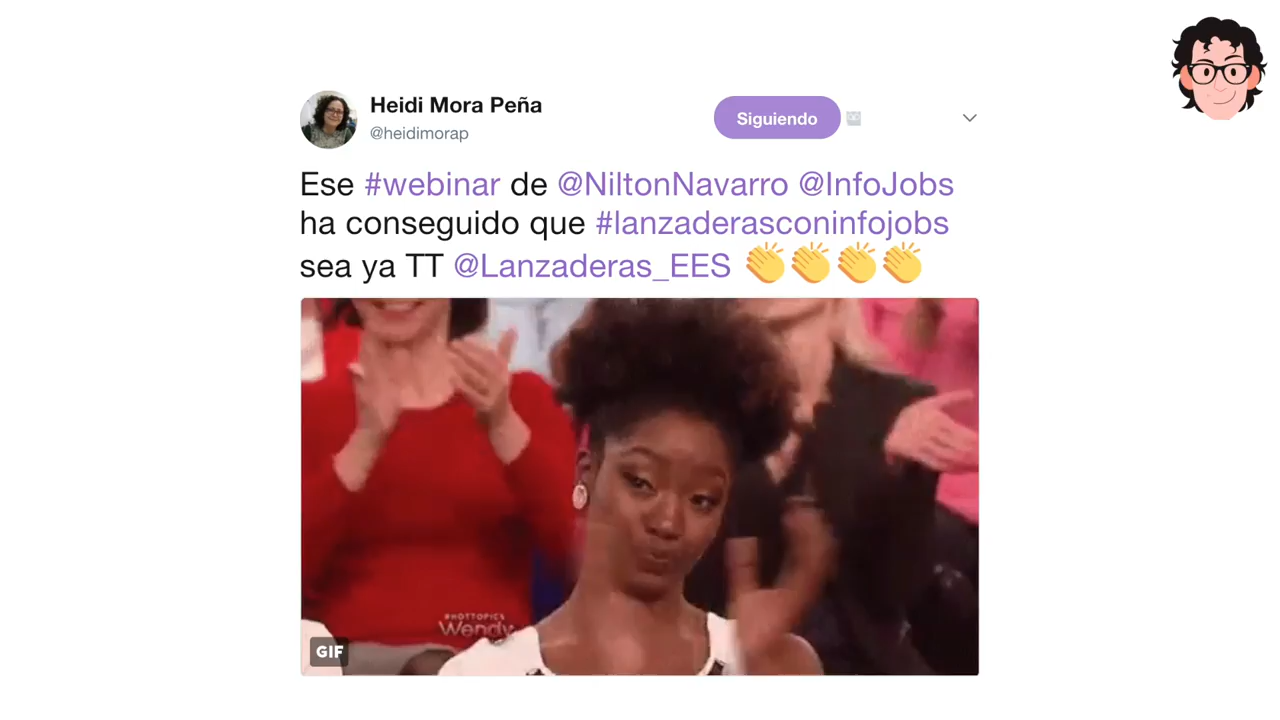 Heidi Mora Peña
@heidimorap
Siguiendo
Ese #webinar de @NiltonNavarro @InfoJobs
ha conseguido que #lanzaderasconinfojobs
sea ya TT @Lanzaderas_EES 👏👏👏👏
#HOTTOPICS
Wendy
GIF